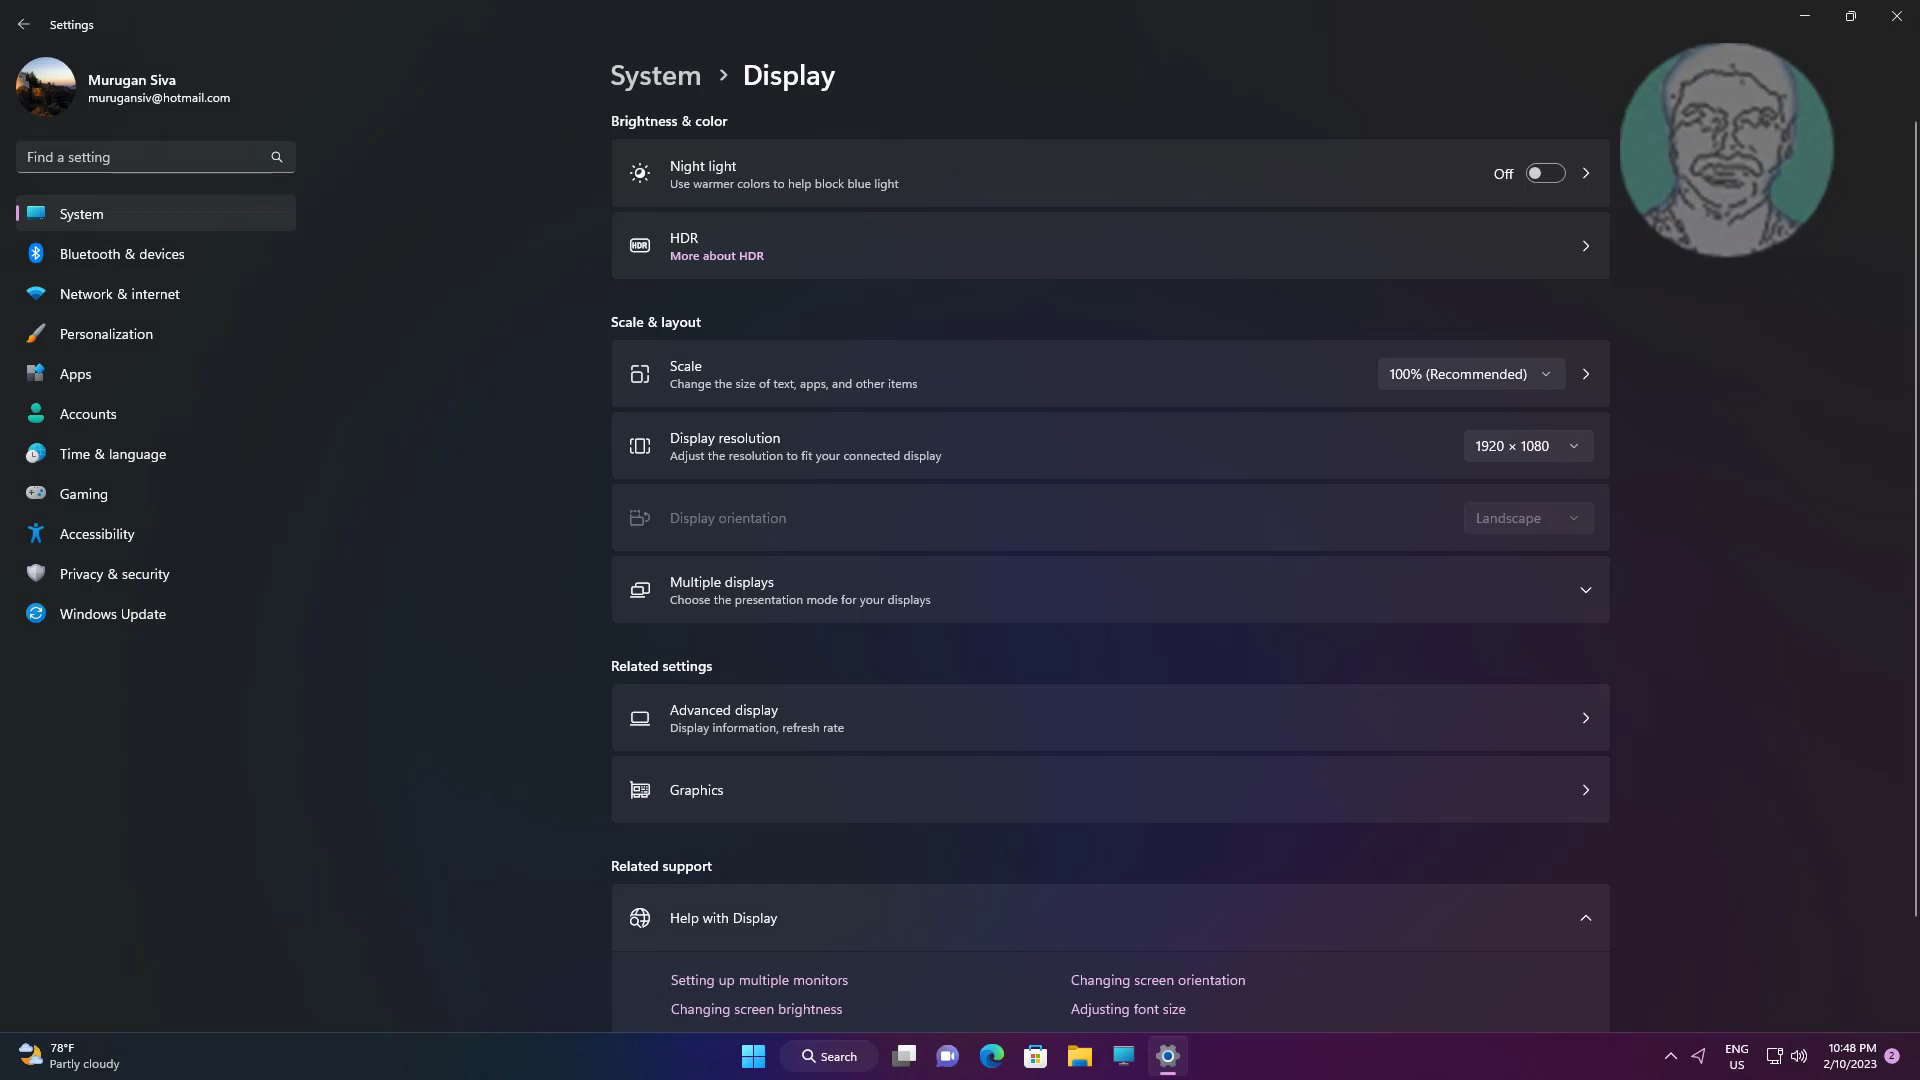 Settings
Murugan Siva
murugansiv@hotmail.com
Find a setting
System
Bluetooth & devices
Network & internet
Personalization
Apps
Accounts
Time & language
Gaming
Accessibility
Privacy & security
Windows Update
System > Display
Brightness & color
Night light
Use warmer colors to help block blue light
Off
HDR
HDR
More about HDR
Scale & layout
Scale
Change the size of text, apps, and other items
100% (Recommended)
Display resolution
Adjust the resolution to fit your connected display
1920 × 1080
Display orientation
Landscape
Multiple displays
Choose the presentation mode for your displays
Related settings
Advanced display
Display information, refresh rate
Graphics
Related support
Help with Display
Setting up multiple monitors
Changing screen orientation
Changing screen brightness
Adjusting font size
78°F
Partly cloudy
Search
ENG
US
10:48 PM
2/10/2023
2